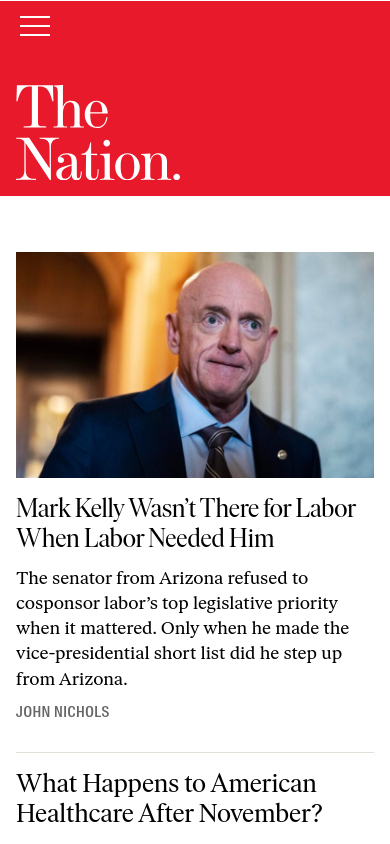 The
Nation.
Mark Kelly Wasn’t There for Labor
When Labor Needed Him
The senator from Arizona refused to
cosponsor labor’s top legislative priority
when it mattered. Only when he made the
vice-presidential short list did he step up
from Arizona.
JOHN NICHOLS
What Happens to American
Healthcare After November?